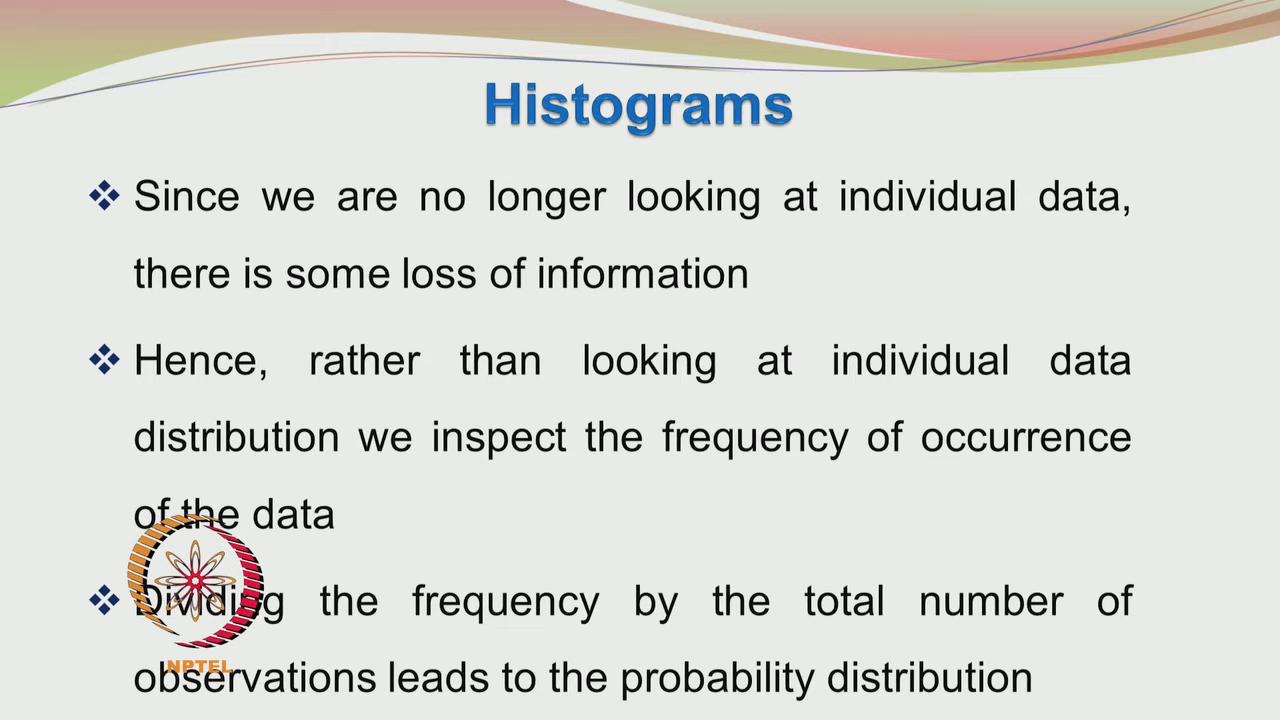 Histograms
Since we are no longer looking at individual data,
there is some loss of information
Hence, rather than looking at individual data
distribution we inspect the frequency of occurrence
of the data
Dividing the frequency by the total number of
observations leads to the probability distribution
NPTEL